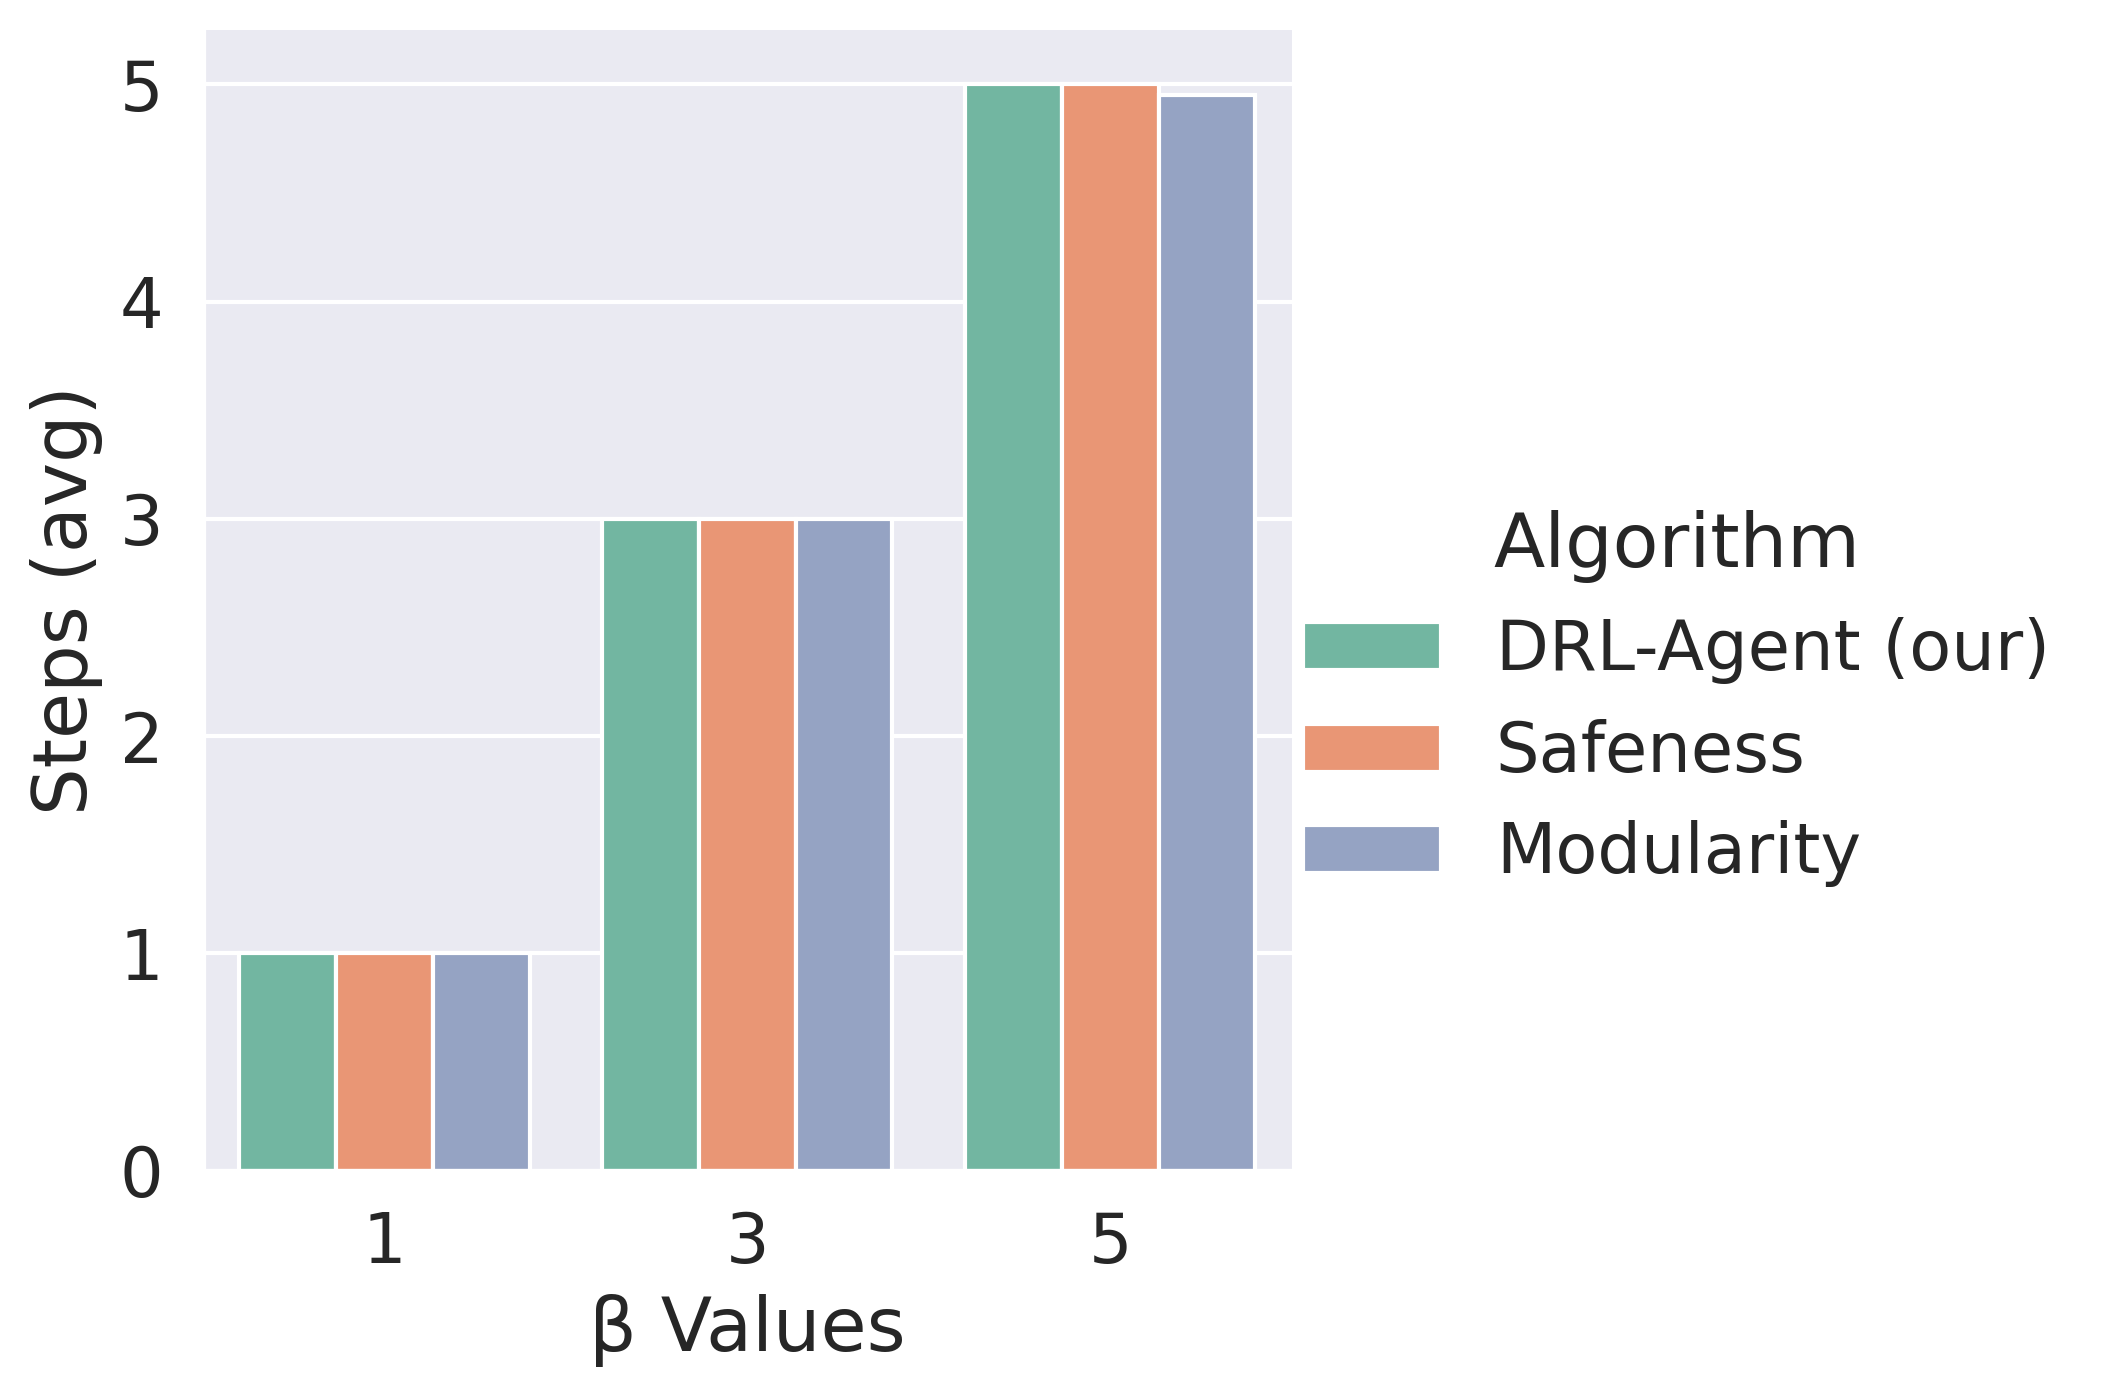 5
4
3
2
1
0
Steps (avg)
1 3 5
β Values
Algorithm
DRL-Agent (our)
Safeness
Modularity